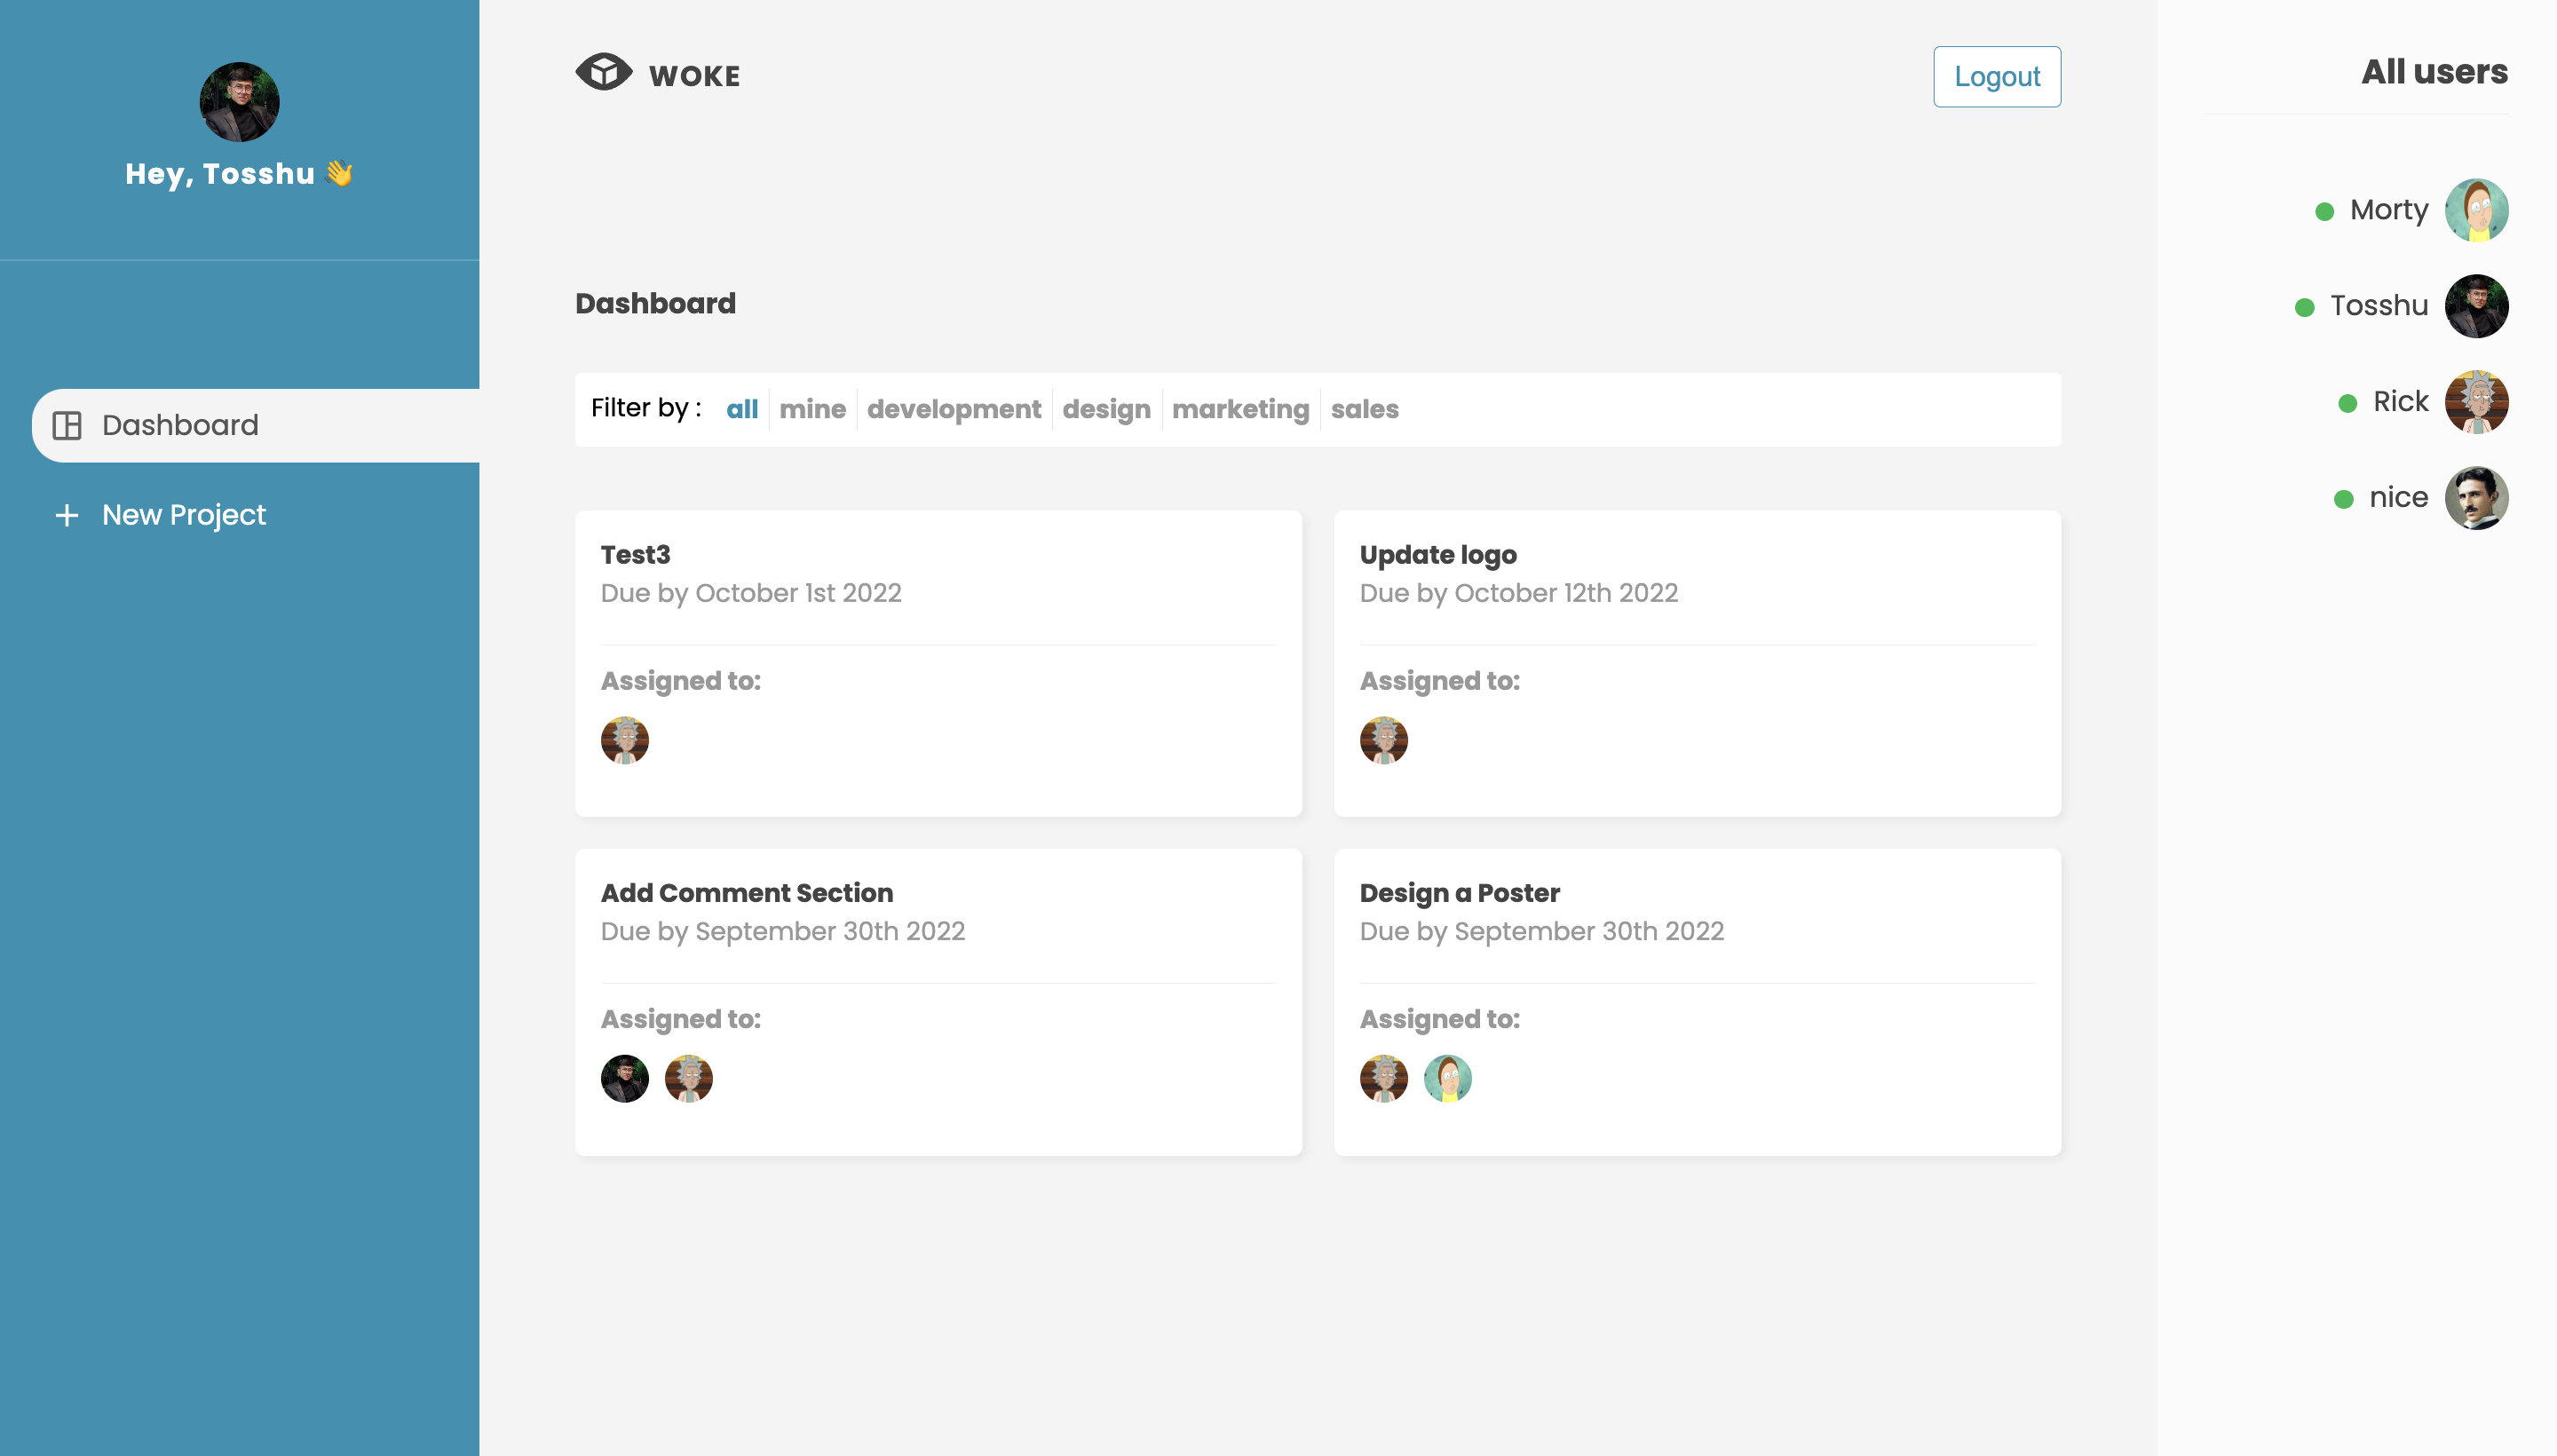 Hey, Tosshu 👋
Dashboard
New Project
WOKE
Logout
Dashboard
Filter by : all mine development design marketing sales
Test3
Due by October 1st 2022
Assigned to:
Update logo
Due by October 12th 2022
Assigned to:
Add Comment Section
Due by September 30th 2022
Assigned to:
Design a Poster
Due by September 30th 2022
Assigned to:
All users
Morty
Tosshu
Rick
nice